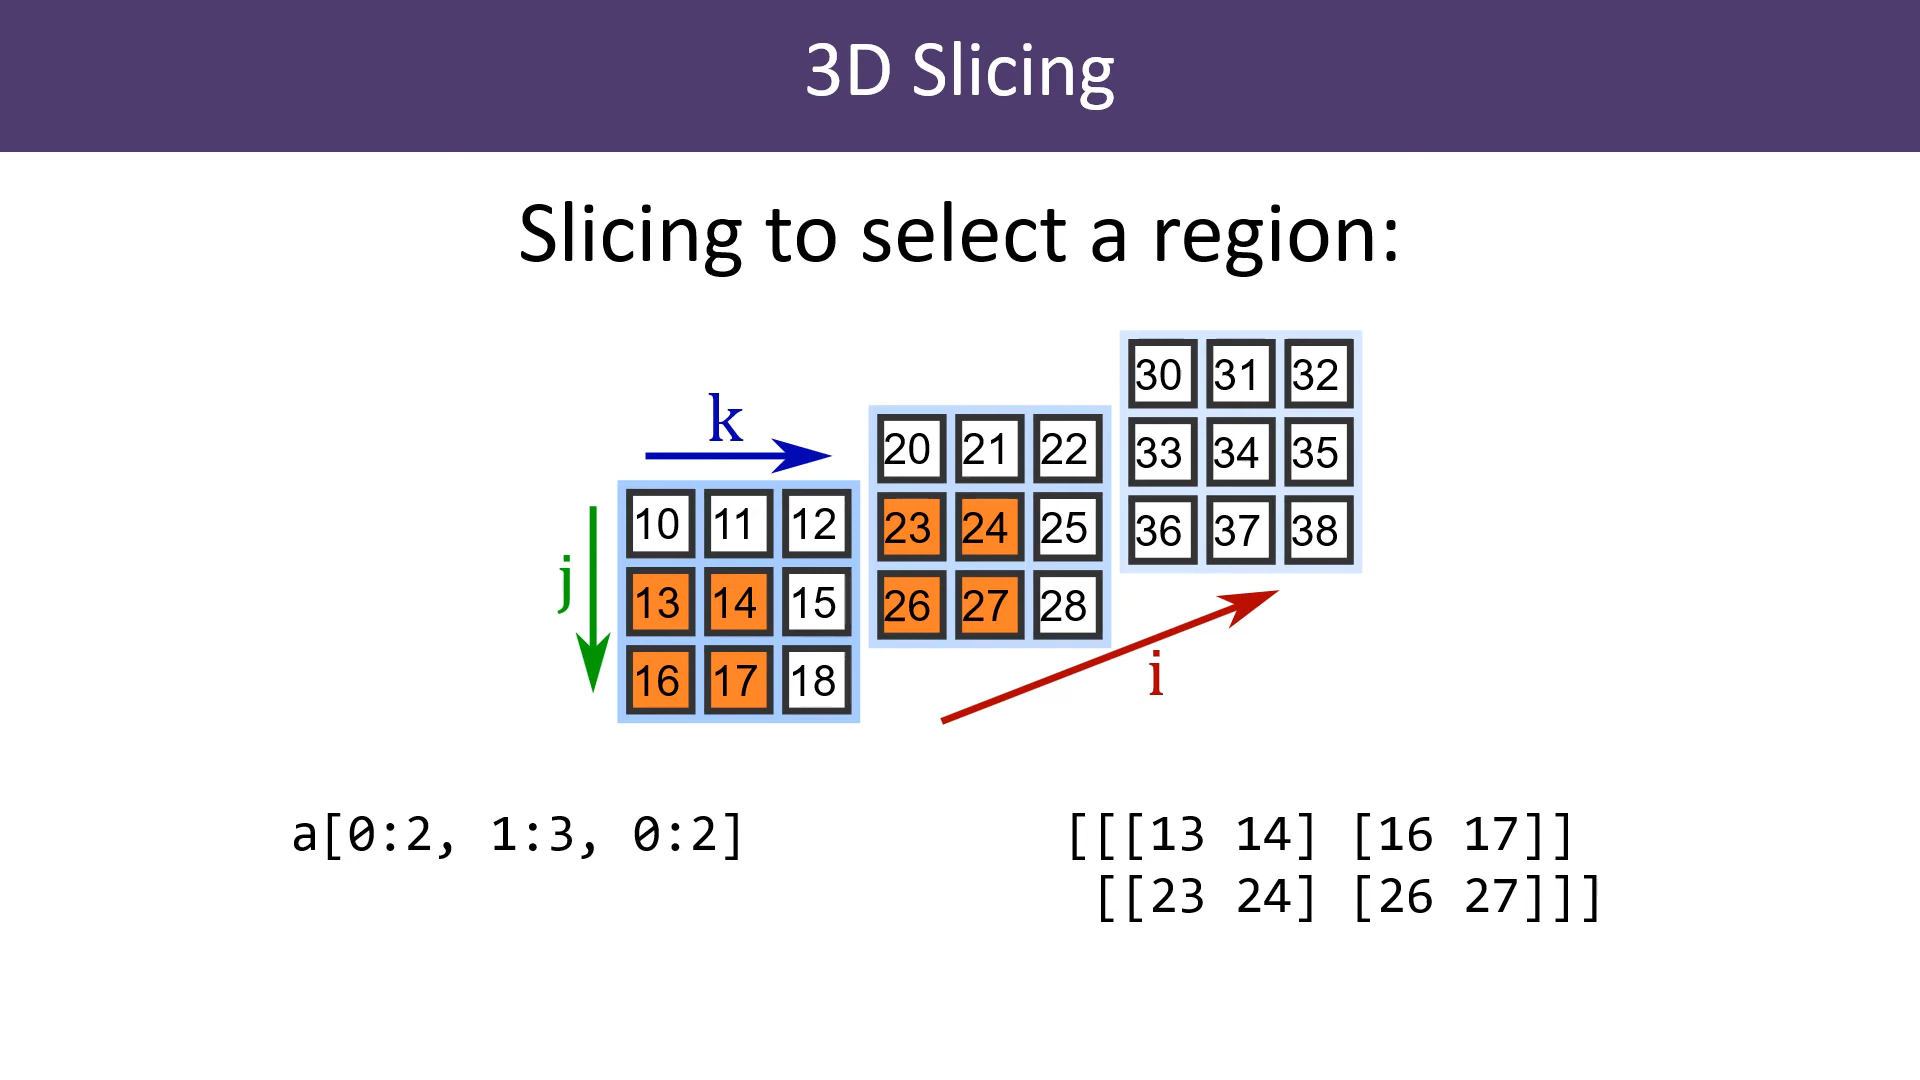 3D Slicing
Slicing to select a region:
k
j
i
10 11 12
13 14 15
16 17 18
20 21 22
23 24 25
26 27 28
30 31 32
33 34 35
36 37 38
a[0:2, 1:3, 0:2]
[[[13 14] [16 17]]
[[23 24] [26 27]]]